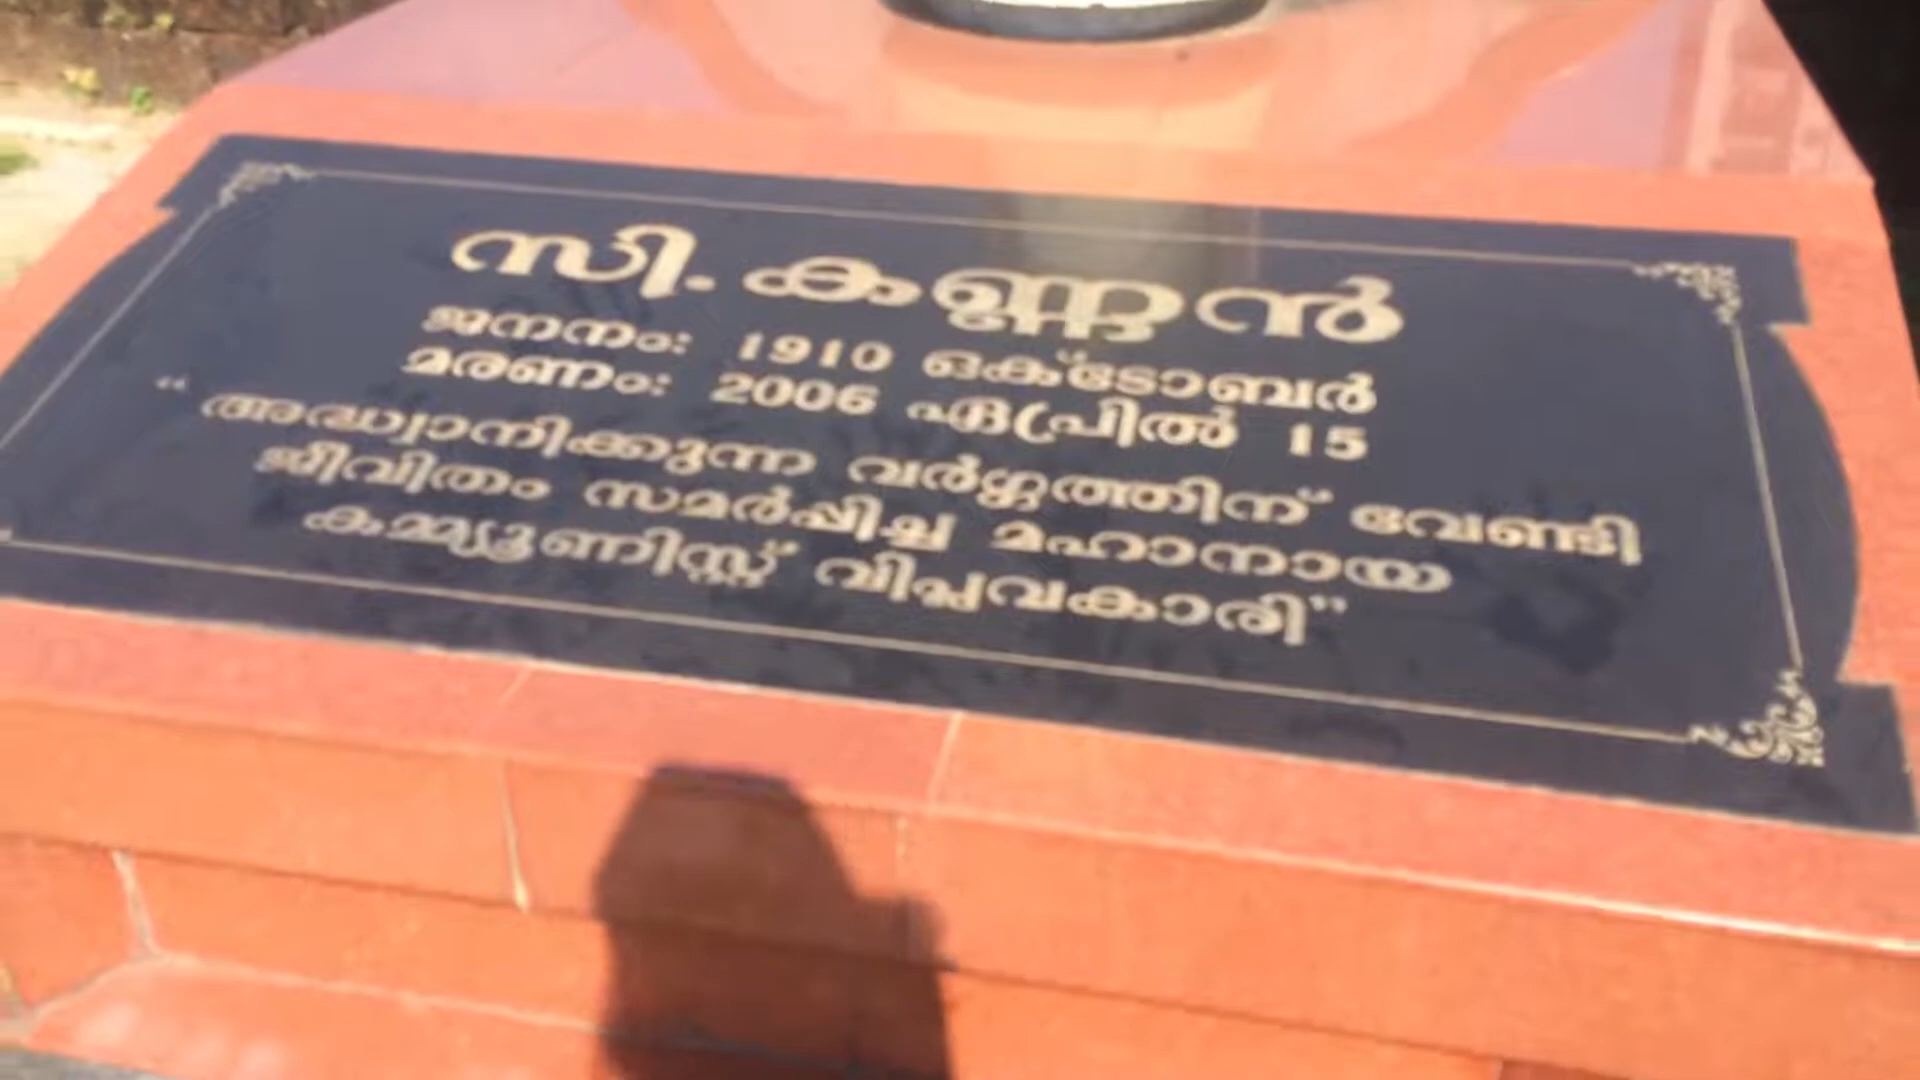 സി. കണ്ണൻ
ജനനം: 1910 ഒക്ടോബർ
മരണം: 2006 ഏപ്രിൽ 15
“ അദ്ധ്വാനിക്കുന്ന വർഗ്ഗത്തിന് വേണ്ടി
ജീവിതം സമർപ്പിച്ച മഹാനായ
കമ്മ്യൂണിസ്റ്റ് വിപ്ലവകാരി”